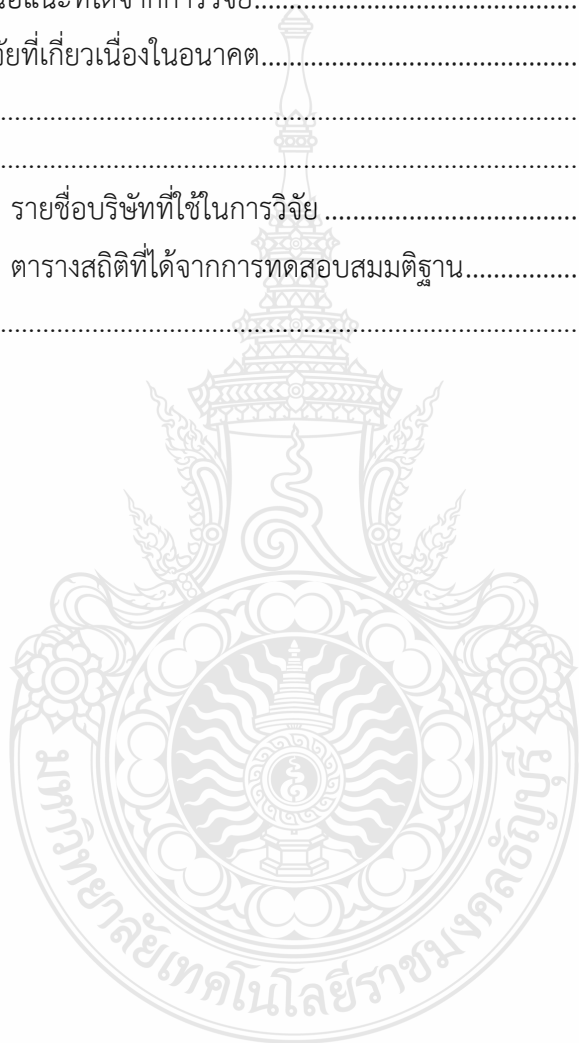 นอแนะที่ได้จากการวิจัย
จัยที่เกี่ยวเนื่องในอนาคต
รายชื่อบริษัทที่ใช้ในการวิจัย
ตารางสถิติที่ได้จากการทดสอบสมมติฐาน
มหาวิทยาลัยเทคโนโลยีราชมงคลธัญบุรี